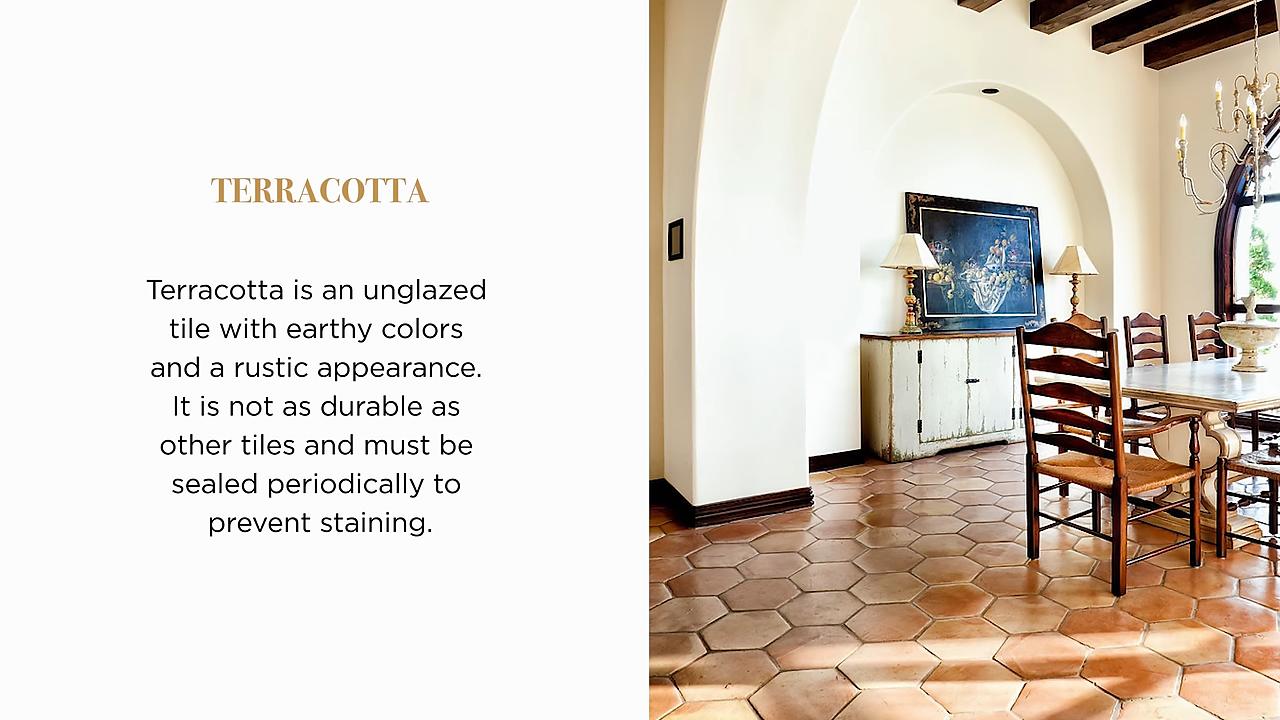 TERRACOTTA
Terracotta is an unglazed
tile with earthy colors
and a rustic appearance.
It is not as durable as
other tiles and must be
sealed periodically to
prevent staining.